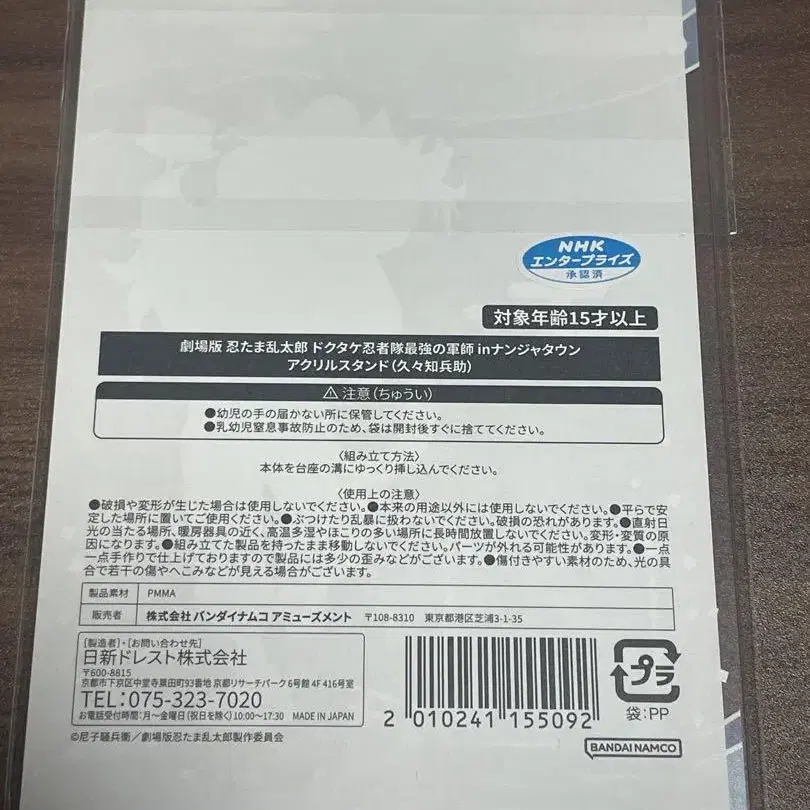 NHK
エンタープライズ
承認済
対象年齢15才以上
劇場版 忍たま乱太郎 ドクタケ忍者隊最強の軍師 inナンジャタウン
アクリルスタンド（久々知兵助）
⚠注意（ちゅうい）
●幼児の手の届かない所に保管してください。
●乳幼児窒息事故防止のため、袋は開封後すぐに捨ててください。
〈組み立て方法〉
本体を台座の溝にゆっくり挿し込んでください。
〈使用上の注意〉
●破損や変形が生じた場合は使用しないでください。●本来の用途以外には使用しないでください。●平らで安
定した場所に置いてご使用ください。●ぶつけたり乱暴に扱わないでください。破損の恐れがあります。●直射日
光の当たる場所、暖房器具の近く、高温多湿やほこりの多い場所に長時間放置しないでください。変形・変質の原
因になります。●組み立てた製品を持ったまま移動しないでください。パーツが外れる可能性があります。●一点
一点手作りで仕上げておりますので製品には多少の歪みなどがございます。●傷付きやすい素材のため、光の具
合で若干の傷やへこみなどが見える場合がございます。
製品素材 PMMA
販売者 株式会社 バンダイナムコ アミューズメント 〒108-8310 東京都港区芝浦3-1-35
［製造者］・［お問い合わせ先］
日新ドレスト株式会社
〒600-8815
京都市下京区中堂寺粟田町93番地 京都リサーチパーク6号館 4F 416号室
TEL：075-323-7020
お電話受付時間：月～金曜日（祝日を除く）10:00～17:30 MADE IN JAPAN
2 010241 155092
プラ
袋：PP
©尼子騒兵衛／劇場版忍たま乱太郎製作委員会
BANDAI NAMCO